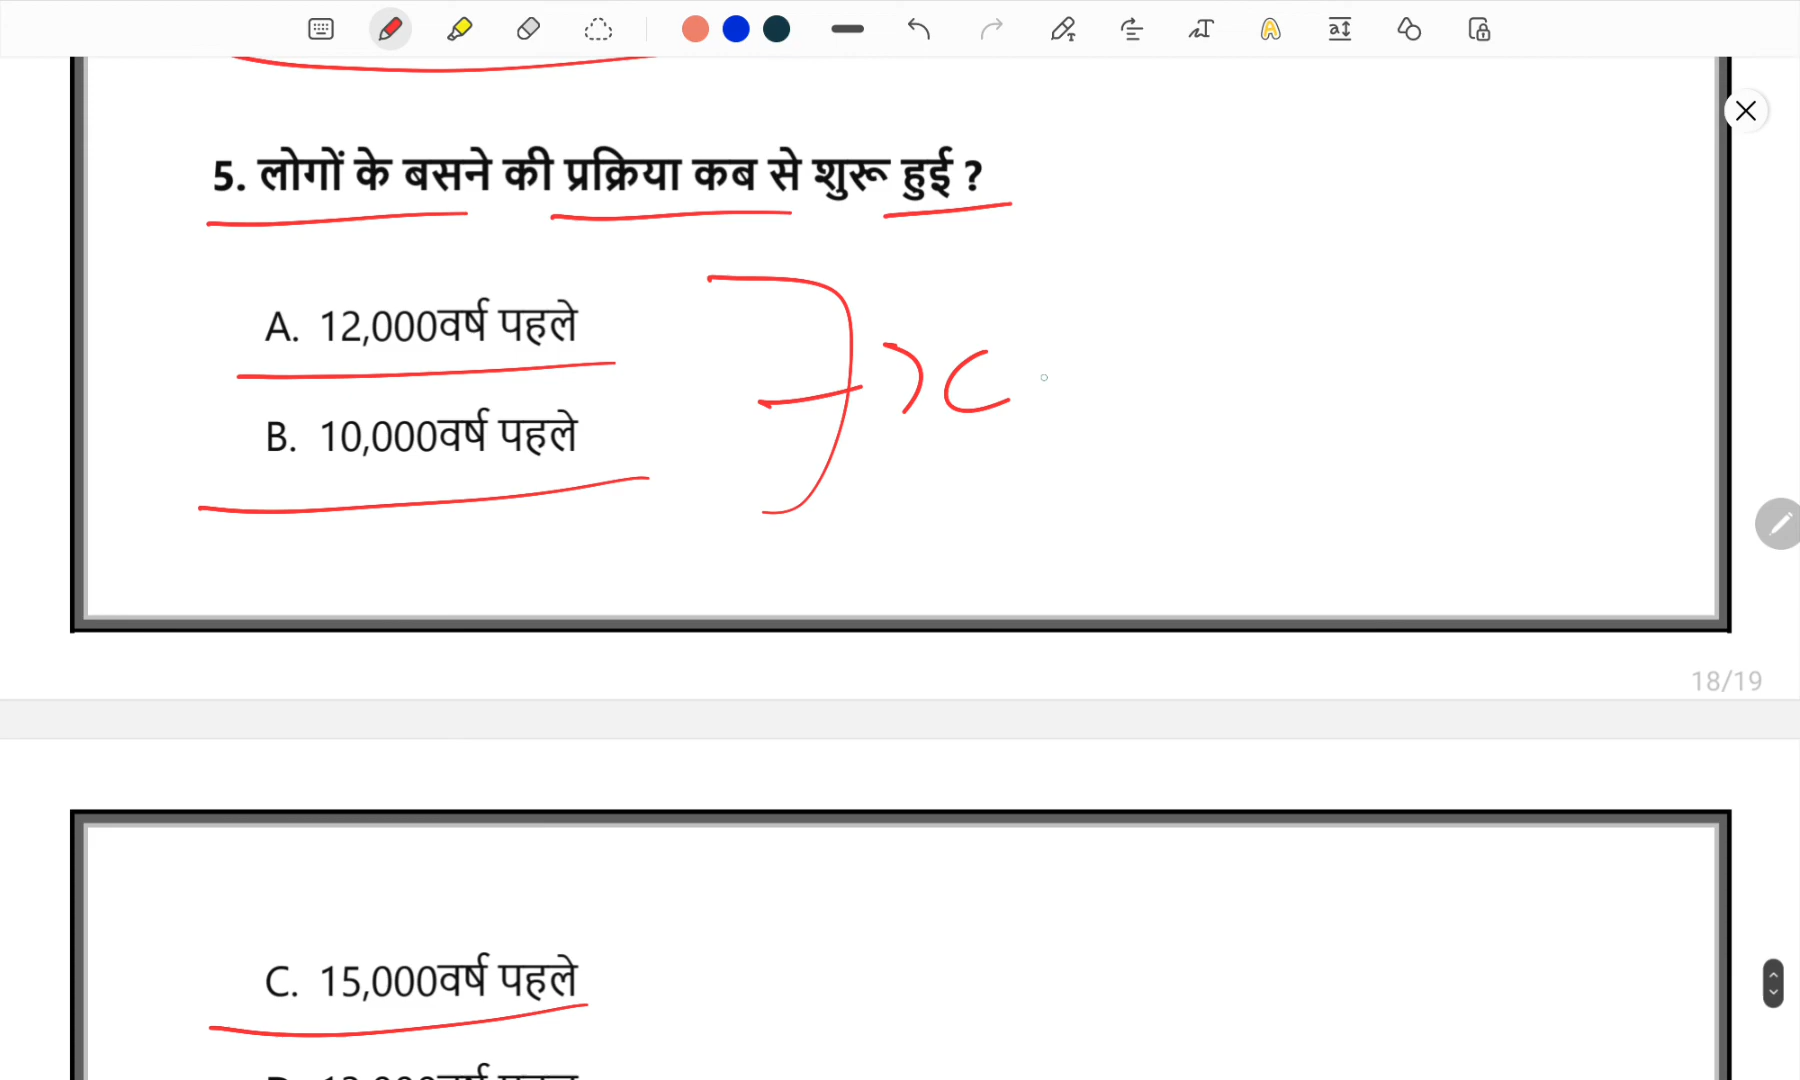 5. लोगों के बसने की प्रक्रिया कब से शुरू हुई ?
A. 12,000वर्ष पहले
B. 10,000वर्ष पहले
18/19
C. 15,000वर्ष पहले